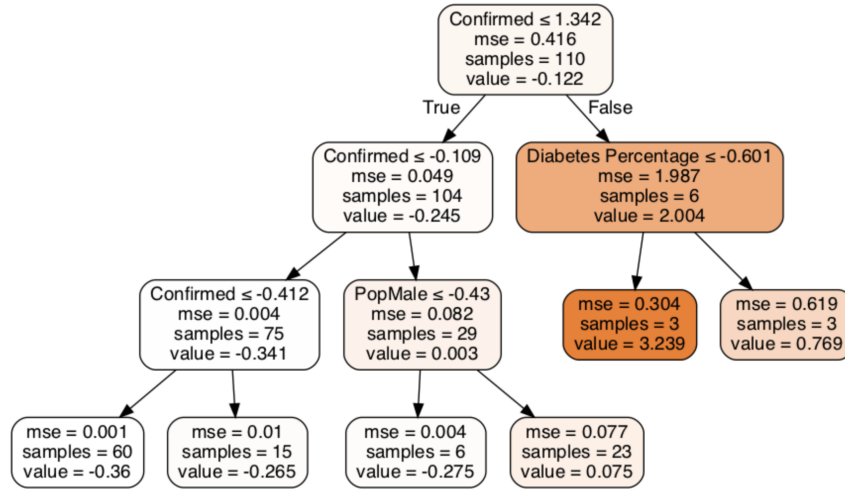 Confirmed ≤ 1.342
mse = 0.416
samples = 110
value = -0.122
True
False
Confirmed ≤ -0.109
mse = 0.049
samples = 104
value = -0.245
Diabetes Percentage ≤ -0.601
mse = 1.987
samples = 6
value = 2.004
Confirmed ≤ -0.412
mse = 0.004
samples = 75
value = -0.341
PopMale ≤ -0.43
mse = 0.082
samples = 29
value = 0.003
mse = 0.304
samples = 3
value = 3.239
mse = 0.619
samples = 3
value = 0.769
mse = 0.001
samples = 60
value = -0.36
mse = 0.01
samples = 15
value = -0.265
mse = 0.004
samples = 6
value = -0.275
mse = 0.077
samples = 23
value = 0.075